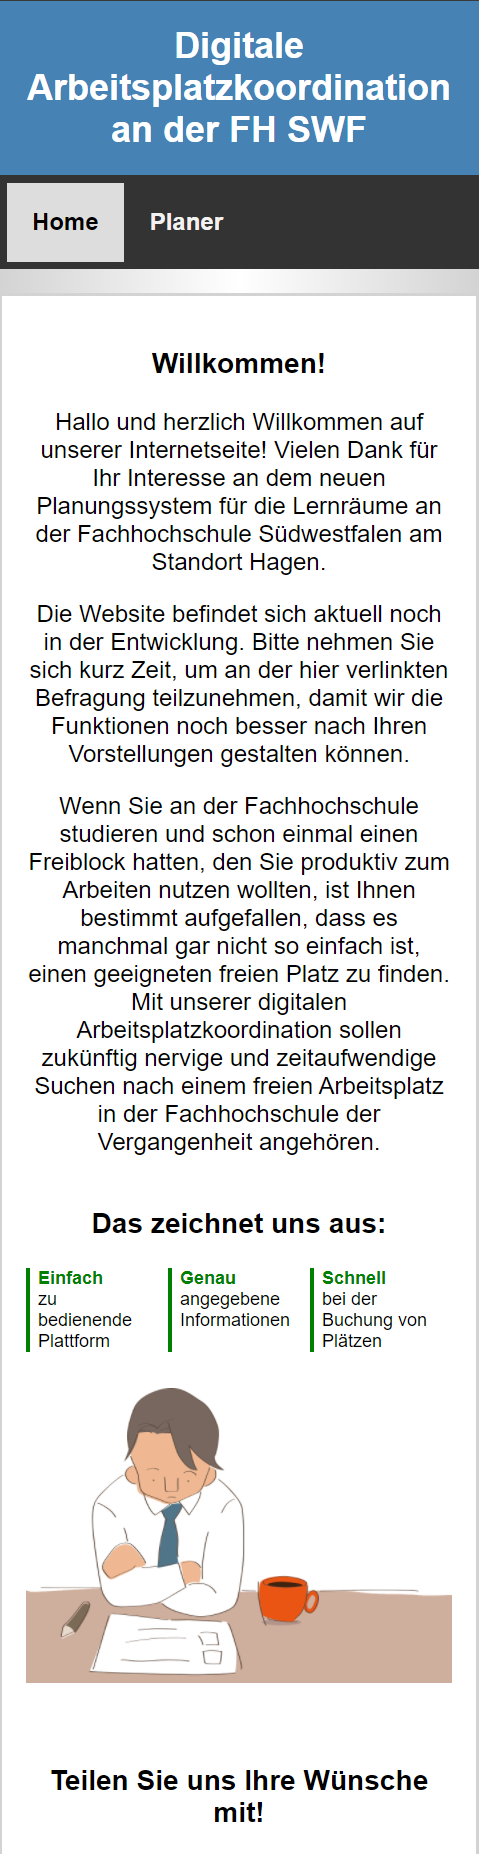 Digitale
Arbeitsplatzkoordination
an der FH SWF
Home Planer
Willkommen!
Hallo und herzlich Willkommen auf
unserer Internetseite! Vielen Dank für
Ihr Interesse an dem neuen
Planungssystem für die Lernräume an
der Fachhochschule Südwestfalen am
Standort Hagen.
Die Website befindet sich aktuell noch
in der Entwicklung. Bitte nehmen Sie
sich kurz Zeit, um an der hier verlinkten
Befragung teilzunehmen, damit wir die
Funktionen noch besser nach Ihren
Vorstellungen gestalten können.
Wenn Sie an der Fachhochschule
studieren und schon einmal einen
Freiblock hatten, den Sie produktiv zum
Arbeiten nutzen wollten, ist Ihnen
bestimmt aufgefallen, dass es
manchmal gar nicht so einfach ist,
einen geeigneten freien Platz zu finden.
Mit unserer digitalen
Arbeitsplatzkoordination sollen
zukünftig nervige und zeitaufwendige
Suchen nach einem freien Arbeitsplatz
in der Fachhochschule der
Vergangenheit angehören.
Das zeichnet uns aus:
Einfach
zu
bedienende
Plattform
Genau
angegebene
Informationen
Schnell
bei der
Buchung von
Plätzen
Teilen Sie uns Ihre Wünsche
mit!